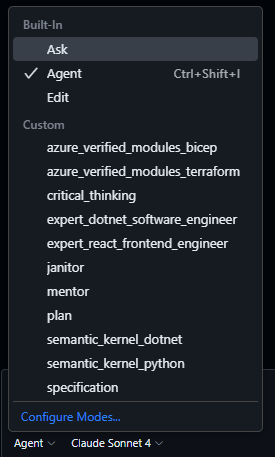 Built-In
Ask
Agent Ctrl+Shift+I
Edit
Custom
azure_verified_modules_bicep
azure_verified_modules_terraform
critical_thinking
expert_dotnet_software_engineer
expert_react_frontend_engineer
janitor
mentor
plan
semantic_kernel_dotnet
semantic_kernel_python
specification
Configure Modes...
Agent Claude Sonnet 4